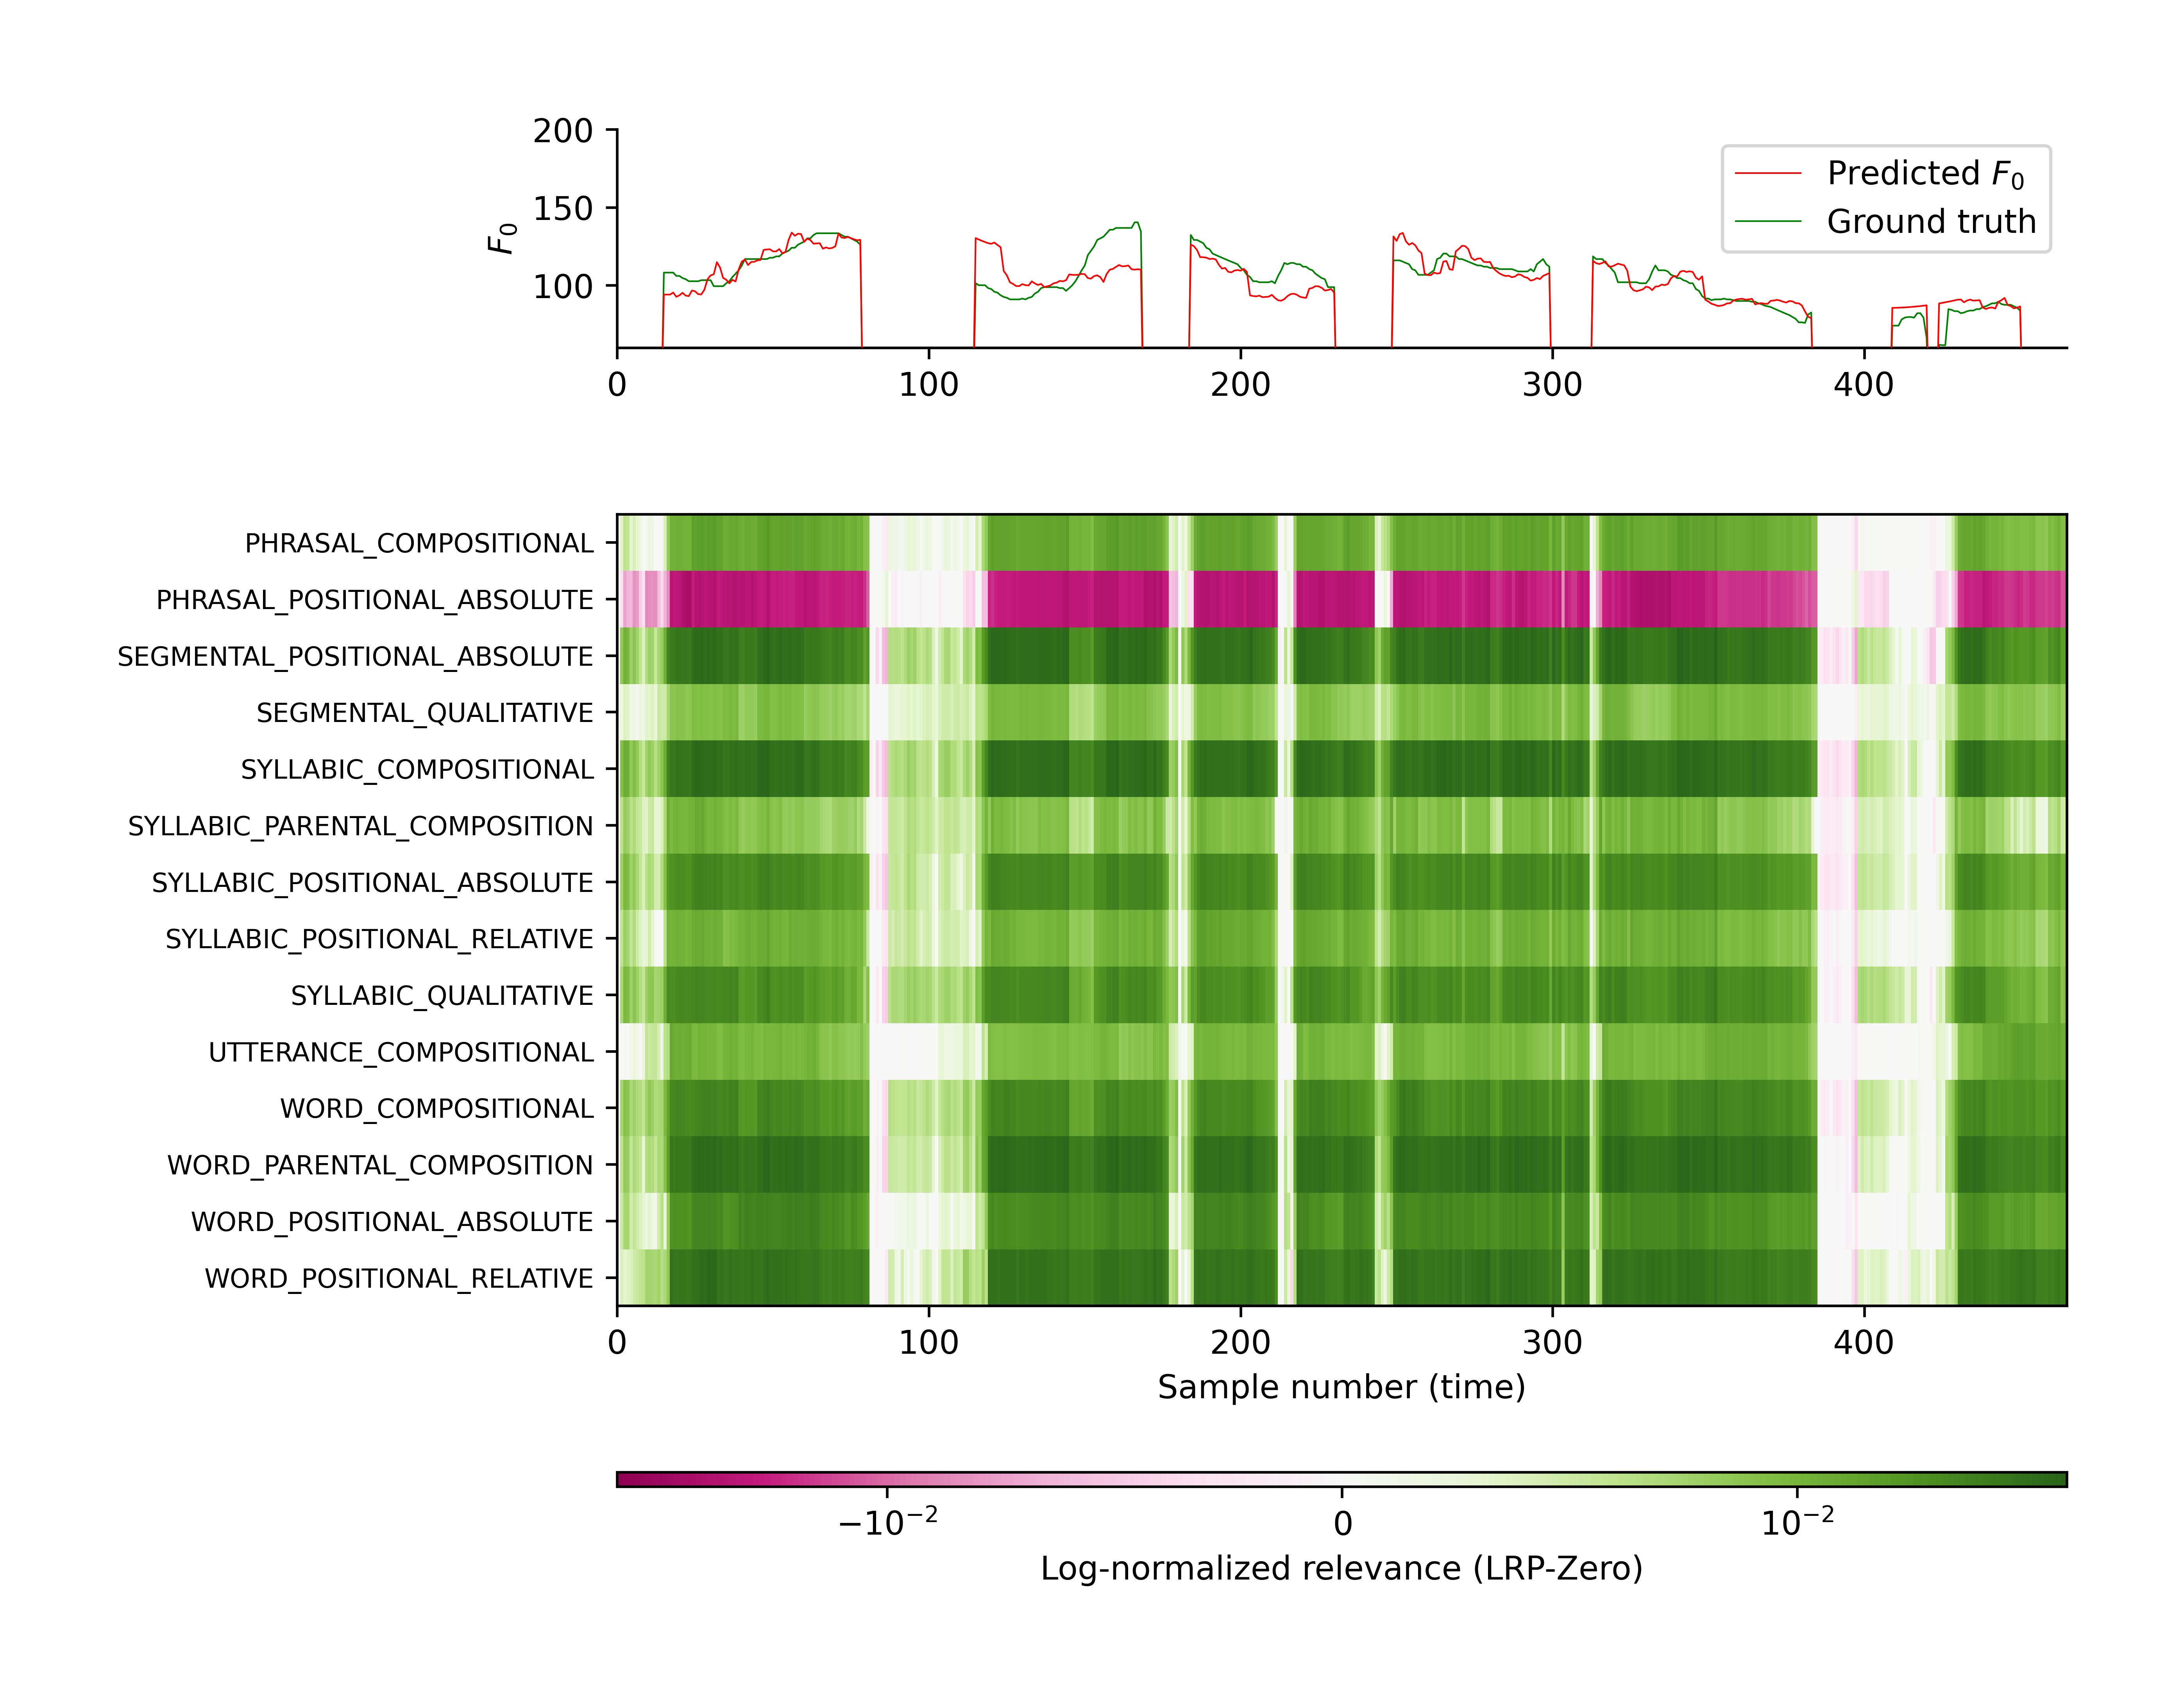 200
150
100
F₀
Predicted F₀
Ground truth
0 100 200 300 400
PHRASAL_COMPOSITIONAL
PHRASAL_POSITIONAL_ABSOLUTE
SEGMENTAL_POSITIONAL_ABSOLUTE
SEGMENTAL_QUALITATIVE
SYLLABIC_COMPOSITIONAL
SYLLABIC_PARENTAL_COMPOSITION
SYLLABIC_POSITIONAL_ABSOLUTE
SYLLABIC_POSITIONAL_RELATIVE
SYLLABIC_QUALITATIVE
UTTERANCE_COMPOSITIONAL
WORD_COMPOSITIONAL
WORD_PARENTAL_COMPOSITION
WORD_POSITIONAL_ABSOLUTE
WORD_POSITIONAL_RELATIVE
0 100 200 300 400
Sample number (time)
−10⁻² 0 10⁻²
Log-normalized relevance (LRP-Zero)